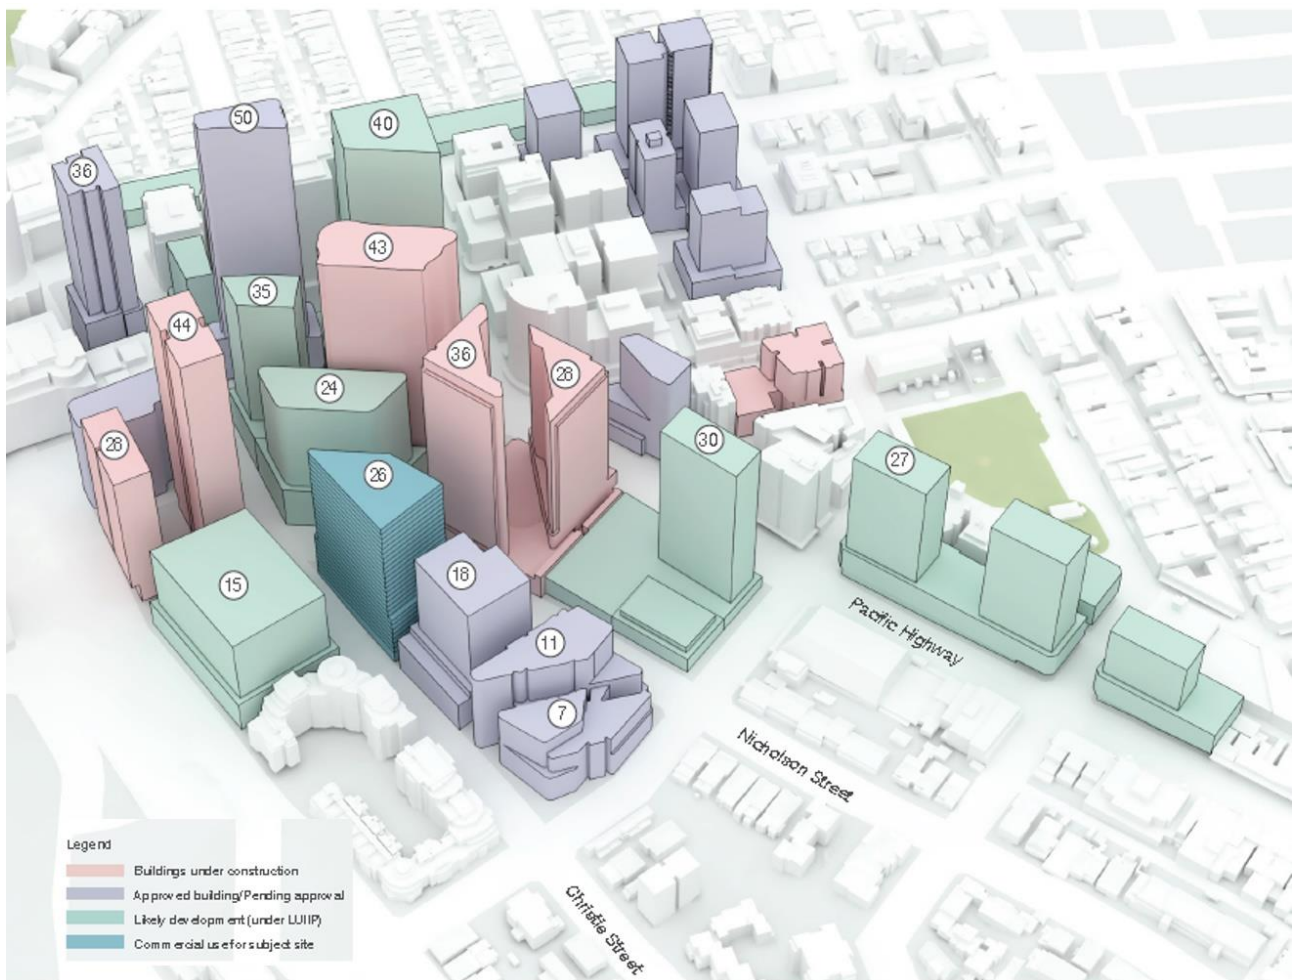 50
40
36
43
35
44
36
28
24
28
30
27
26
18
15
11
7
Pacific Highway
Nicholson Street
Christie Street
Legend
Buildings under construction
Approved building/Pending approval
Likely development (under LUIIP)
Commercial use for subject site